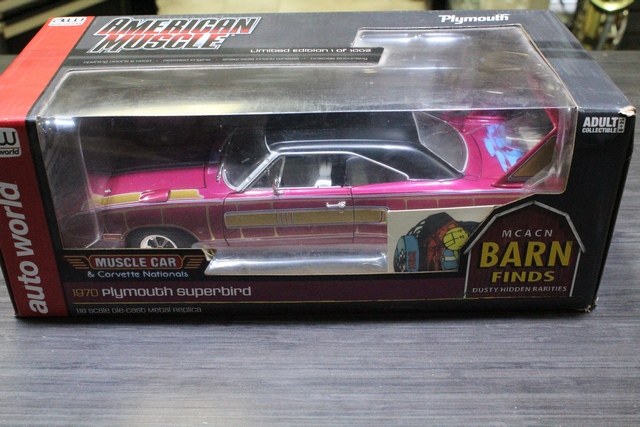 AMERICAN
MUSCLE
Plymouth
Limited Edition 1 of 1002
ADULT
COLLECTIBLE
world
auto world
MUSCLE CAR
& Corvette Nationals
MCACN
BARN
FINDS
DUSTY HIDDEN RARITIES
1970 Plymouth Superbird
1:18 Scale Die-Cast Metal Replica